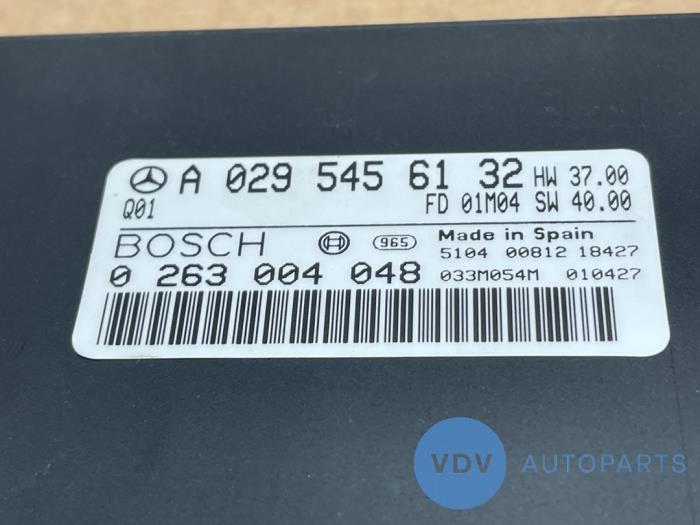 A 029 545 61 32 HW 37.00
Q01 FD 01M04 SW 40.00
BOSCH 965 Made in Spain
5104 00812 18427
0 263 004 048 033M054M 010427
VDV AUTOPARTS